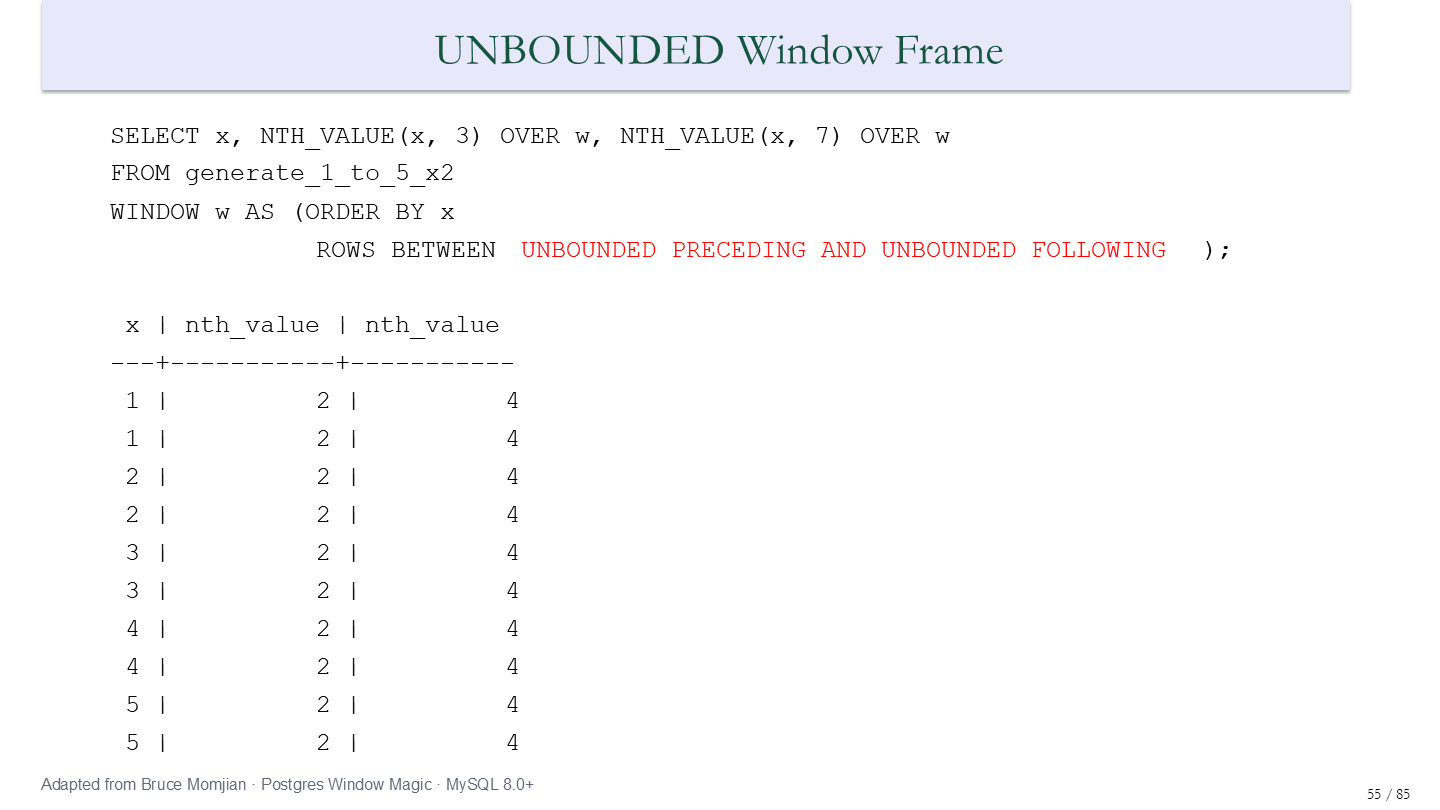 UNBOUNDED Window Frame
SELECT x, NTH_VALUE(x, 3) OVER w, NTH_VALUE(x, 7) OVER w
FROM generate_1_to_5_x2
WINDOW w AS (ORDER BY x
ROWS BETWEEN UNBOUNDED PRECEDING AND UNBOUNDED FOLLOWING );
x | nth_value | nth_value
---+-----------+-----------
1 | 2 | 4
1 | 2 | 4
2 | 2 | 4
2 | 2 | 4
3 | 2 | 4
3 | 2 | 4
4 | 2 | 4
4 | 2 | 4
5 | 2 | 4
5 | 2 | 4
Adapted from Bruce Momjian · Postgres Window Magic · MySQL 8.0+
55 / 85